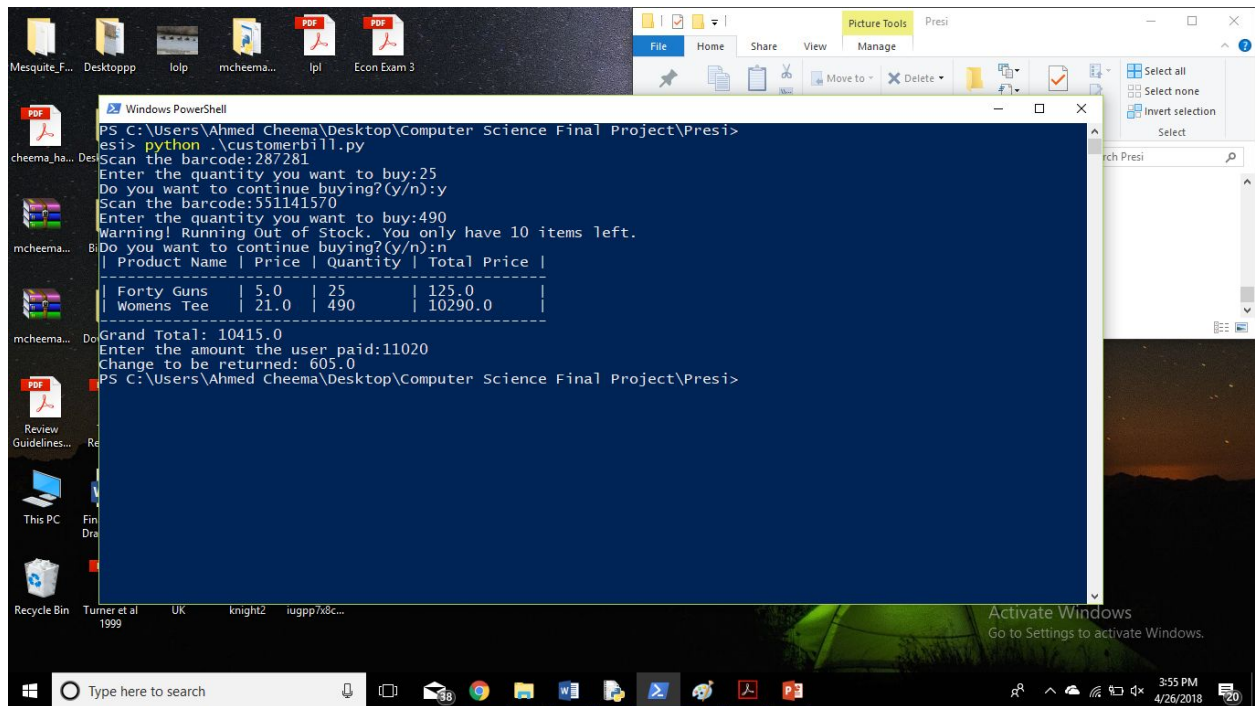 Mesquite_F...
Desktoppp
lolp
mcheema...
lpl
Econ Exam 3
PDF
PDF
Picture Tools
Presi
File
Home
Share
View
Manage
Move to
Delete
Select all
Select none
Invert selection
Select
rch Presi
Windows PowerShell
PS C:\Users\Ahmed Cheema\Desktop\Computer Science Final Project\Presi>
esi> python .\customerbill.py
Scan the barcode:287281
Enter the quantity you want to buy:25
Do you want to continue buying?(y/n):y
Scan the barcode:551141570
Enter the quantity you want to buy:490
Warning! Running Out of Stock. You only have 10 items left.
Do you want to continue buying?(y/n):n
| Product Name | Price | Quantity | Total Price |
------------------------------------------------
| Forty Guns | 5.0 | 25 | 125.0 |
| Womens Tee | 21.0 | 490 | 10290.0 |
------------------------------------------------
Grand Total: 10415.0
Enter the amount the user paid:11020
Change to be returned: 605.0
PS C:\Users\Ahmed Cheema\Desktop\Computer Science Final Project\Presi>
PDF
cheema_ha...
Des
mcheema...
Bi
mcheema...
Do
PDF
Review
Guidelines...
Re
This PC
Fin
Dra
Recycle Bin
Turner et al
1999
UK
knight2
iugpp7x8c...
Activate Windows
Go to Settings to activate Windows.
Type here to search
38
3:55 PM
4/26/2018
20